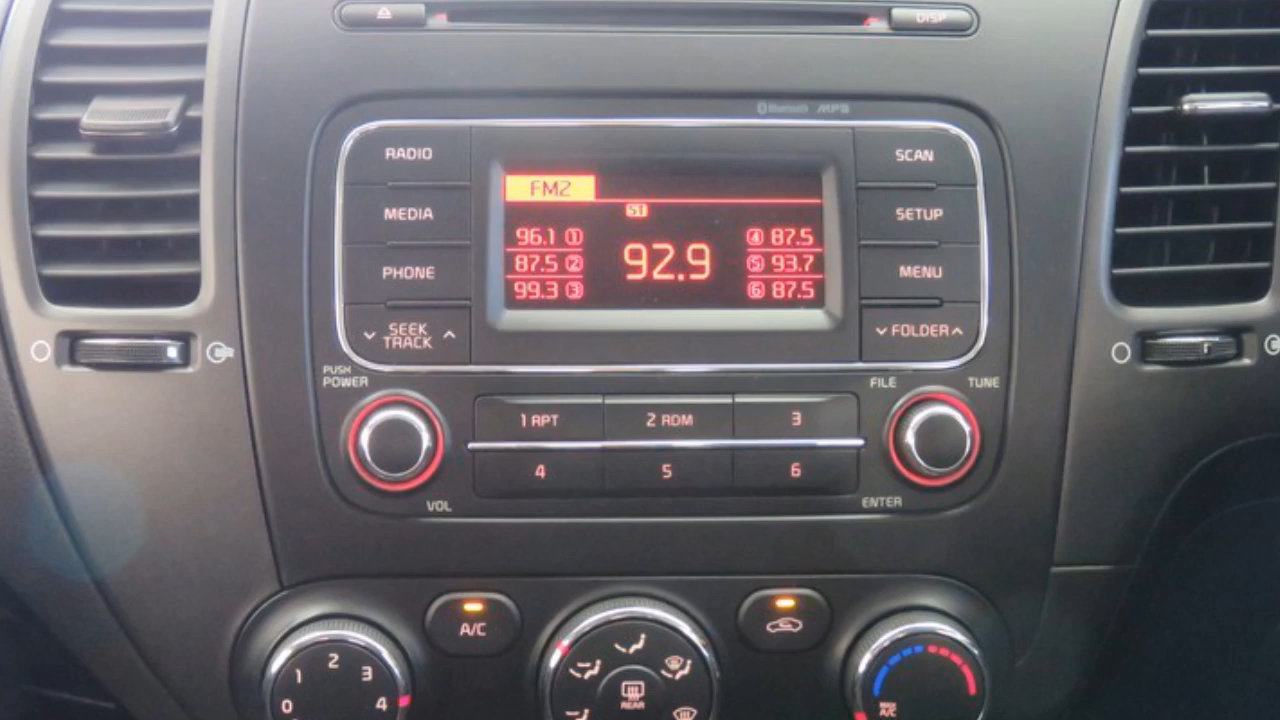 DISP
Bluetooth MP3
RADIO
SCAN
FM2
MEDIA
ST
SETUP
96.1 1
4 87.5
87.5 2
92.9
5 93.7
PHONE
MENU
99.3 3
6 87.5
SEEK
TRACK
FOLDER
PUSH
POWER
FILE
TUNE
1 RPT
2 RDM
3
4
5
6
VOL
ENTER
A/C
0
1
2
3
4
REAR
MAX
A/C